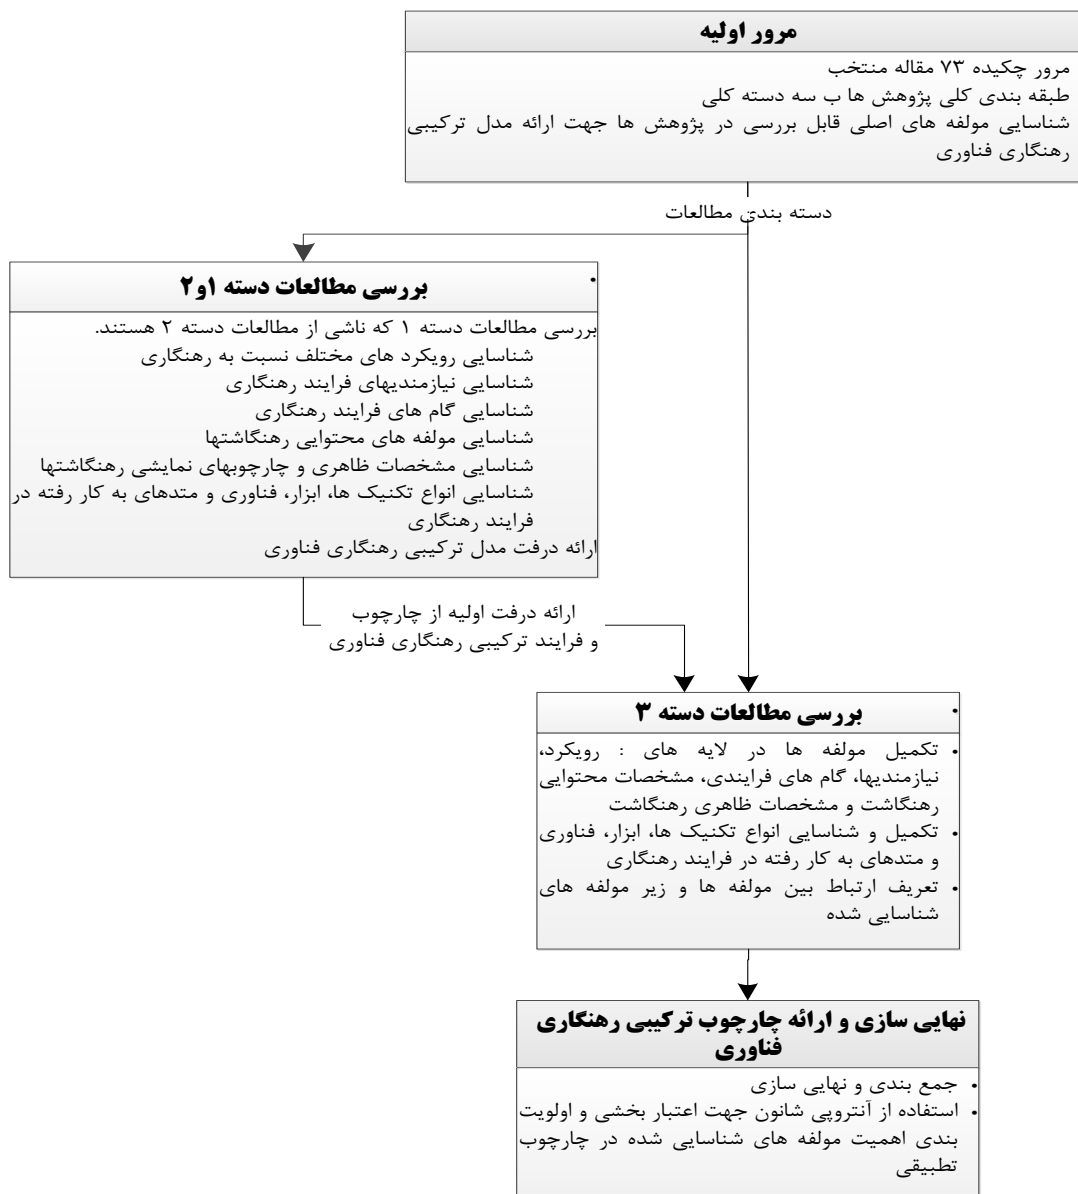 مرور اولیه
مرور چکیده ۷۳ مقاله منتخب
طبقه بندی کلی پژوهش ها ب سه دسته کلی
شناسایی مولفه های اصلی قابل بررسی در پژوهش ها جهت ارائه مدل ترکیبی
رهنگاری فناوری
دسته بندی مطالعات
• بررسی مطالعات دسته ۱و۲
بررسی مطالعات دسته ۱ که ناشی از مطالعات دسته ۲ هستند.
شناسایی رویکرد های مختلف نسبت به رهنگاری
شناسایی نیازمندیهای فرایند رهنگاری
شناسایی گام های فرایند رهنگاری
شناسایی مولفه های محتوایی رهنگاشتها
شناسایی مشخصات ظاهری و چارچوبهای نمایشی رهنگاشتها
شناسایی انواع تکنیک ها، ابزار، فناوری و متدهای به کار رفته در
فرایند رهنگاری
ارائه درفت مدل ترکیبی رهنگاری فناوری
ارائه درفت اولیه از چارچوب
و فرایند ترکیبی رهنگاری فناوری
• بررسی مطالعات دسته ۳
• تکمیل مولفه ها در لایه های : رویکرد،
نیازمندیها، گام های فرایندی، مشخصات محتوایی
رهنگاشت و مشخصات ظاهری رهنگاشت
• تکمیل و شناسایی انواع تکنیک ها، ابزار، فناوری
و متدهای به کار رفته در فرایند رهنگاری
• تعریف ارتباط بین مولفه ها و زیر مولفه های
شناسایی شده
نهایی سازی و ارائه چارچوب ترکیبی رهنگاری
فناوری
• جمع بندی و نهایی سازی
• استفاده از آنتروپی شانون جهت اعتبار بخشی و اولویت
بندی اهمیت مولفه های شناسایی شده در چارچوب
تطبیقی